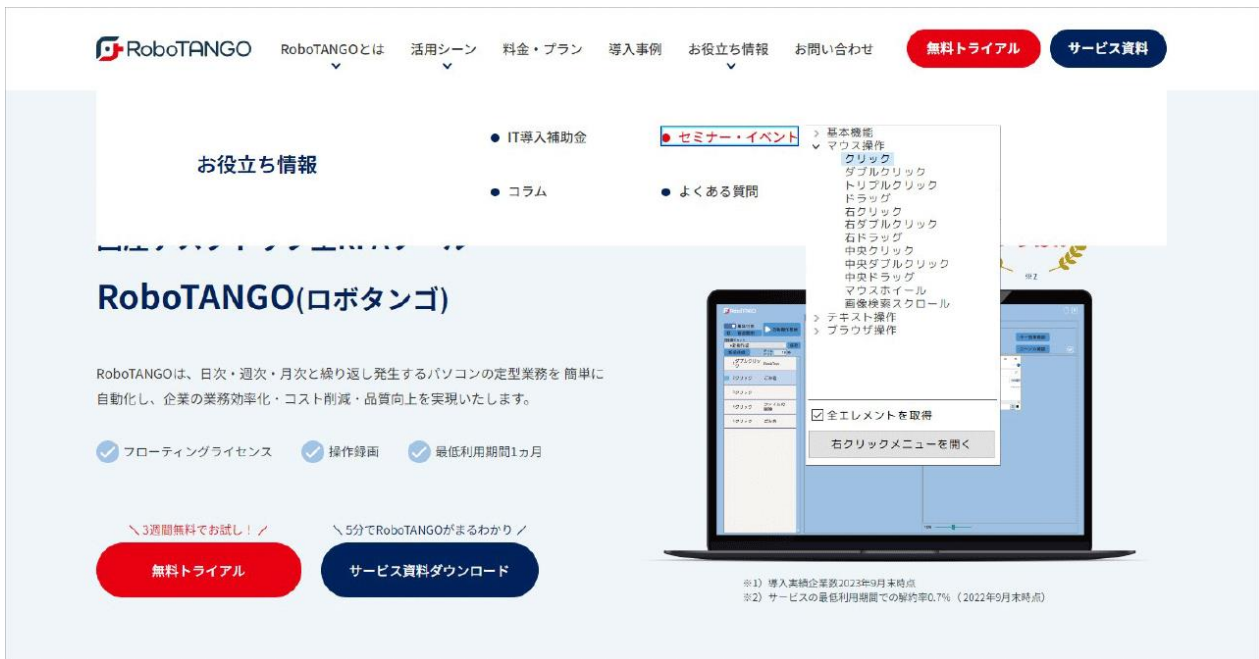 RoboTANGO
RoboTANGOとは
活用シーン
料金・プラン
導入事例
お役立ち情報
お問い合わせ
無料トライアル
サービス資料
お役立ち情報
IT導入補助金
セミナー・イベント
コラム
よくある質問
基本機能
マウス操作
クリック
ダブルクリック
トリプルクリック
ドラッグ
右クリック
右ダブルクリック
右ドラッグ
中央クリック
中央ダブルクリック
中央ドラッグ
マウスホイール
画像検索スクロール
テキスト操作
ブラウザ操作
全エレメントを取得
右クリックメニューを開く
RoboTANGO(ロボタンゴ)
RoboTANGOは、日次・週次・月次と繰り返し発生するパソコンの定型業務を 簡単に
自動化し、企業の業務効率化・コスト削減・品質向上を実現いたします。
フローティングライセンス
操作録画
最低利用期間1ヵ月
\ 3週間無料でお試し! /
無料トライアル
\ 5分でRoboTANGOがまるわかり /
サービス資料ダウンロード
※2
※1) 導入実績企業数2023年9月末時点
※2) サービスの最低利用期間での解約率0.7% (2022年9月末時点)